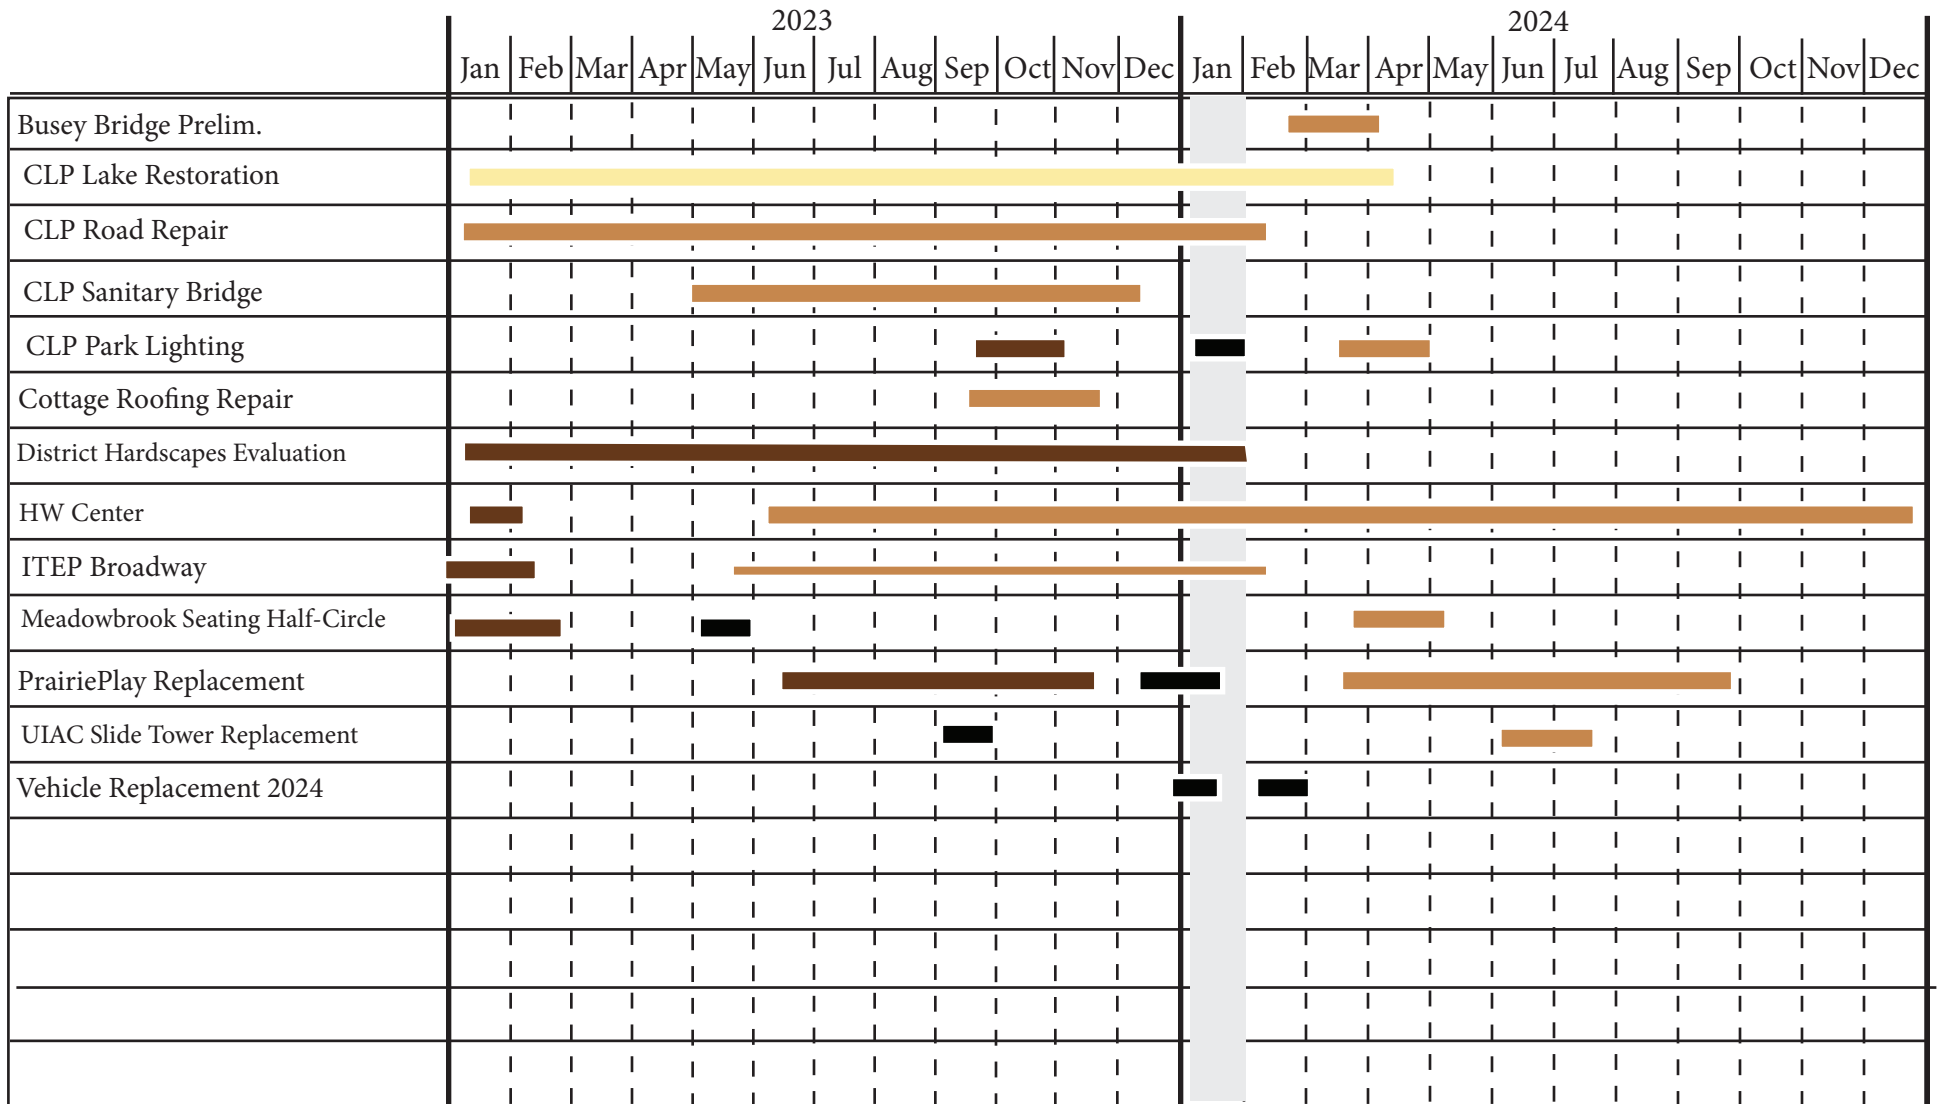 2023 2024
Jan Feb Mar Apr May Jun Jul Aug Sep Oct Nov Dec Jan Feb Mar Apr May Jun Jul Aug Sep Oct Nov Dec
Busey Bridge Prelim.
CLP Lake Restoration
CLP Road Repair
CLP Sanitary Bridge
CLP Park Lighting
Cottage Roofing Repair
District Hardscapes Evaluation
HW Center
ITEP Broadway
Meadowbrook Seating Half-Circle
PrairiePlay Replacement
UIAC Slide Tower Replacement
Vehicle Replacement 2024